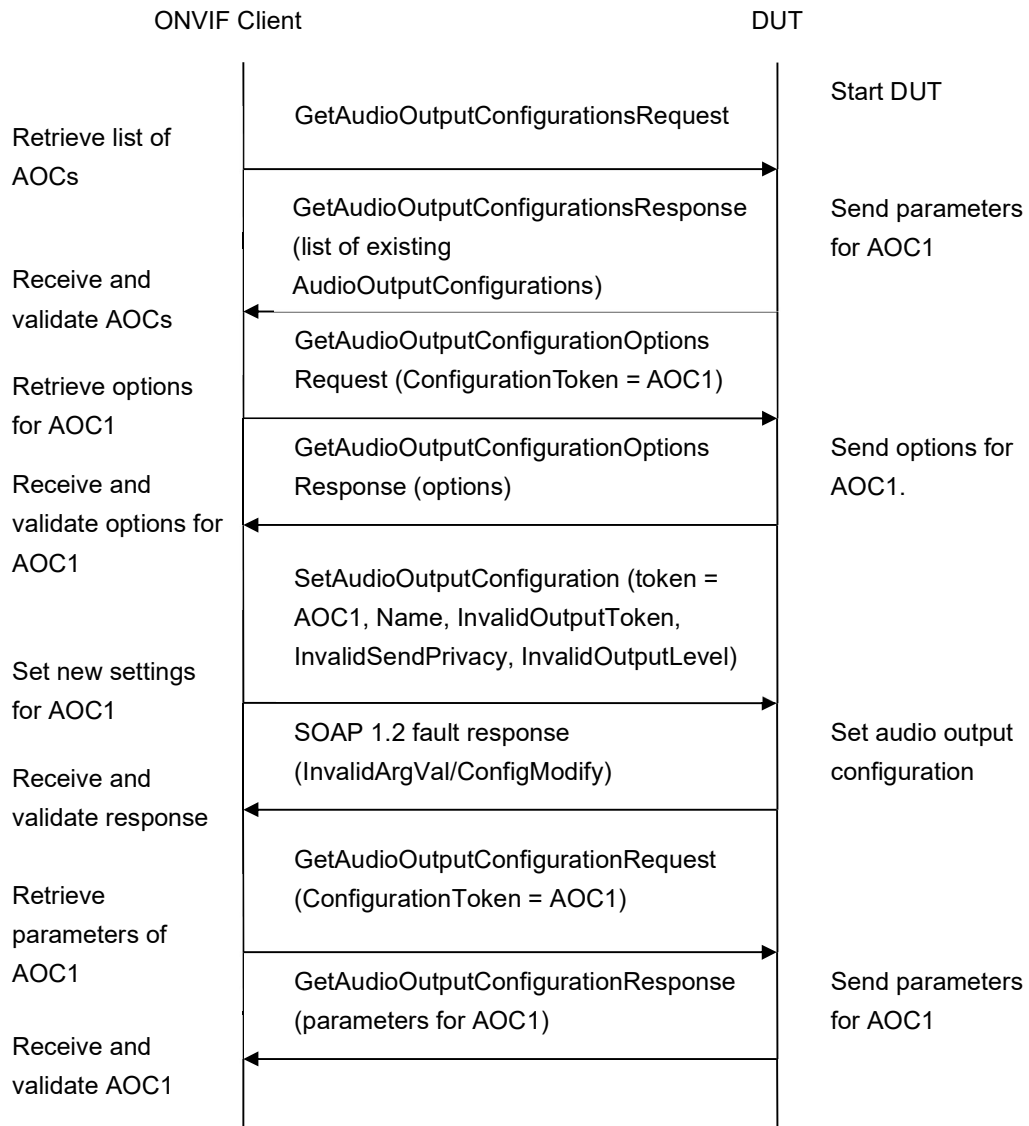 ONVIF Client
DUT
Start DUT
GetAudioOutputConfigurationsRequest
Retrieve list of
AOCs
GetAudioOutputConfigurationsResponse
(list of existing
AudioOutputConfigurations)
Send parameters
for AOC1
Receive and
validate AOCs
GetAudioOutputConfigurationOptions
Request (ConfigurationToken = AOC1)
Retrieve options
for AOC1
GetAudioOutputConfigurationOptions
Response (options)
Send options for
AOC1.
Receive and
validate options for
AOC1
SetAudioOutputConfiguration (token =
AOC1, Name, InvalidOutputToken,
InvalidSendPrivacy, InvalidOutputLevel)
Set new settings
for AOC1
SOAP 1.2 fault response
(InvalidArgVal/ConfigModify)
Set audio output
configuration
Receive and
validate response
GetAudioOutputConfigurationRequest
(ConfigurationToken = AOC1)
Retrieve
parameters of
AOC1
GetAudioOutputConfigurationResponse
(parameters for AOC1)
Send parameters
for AOC1
Receive and
validate AOC1